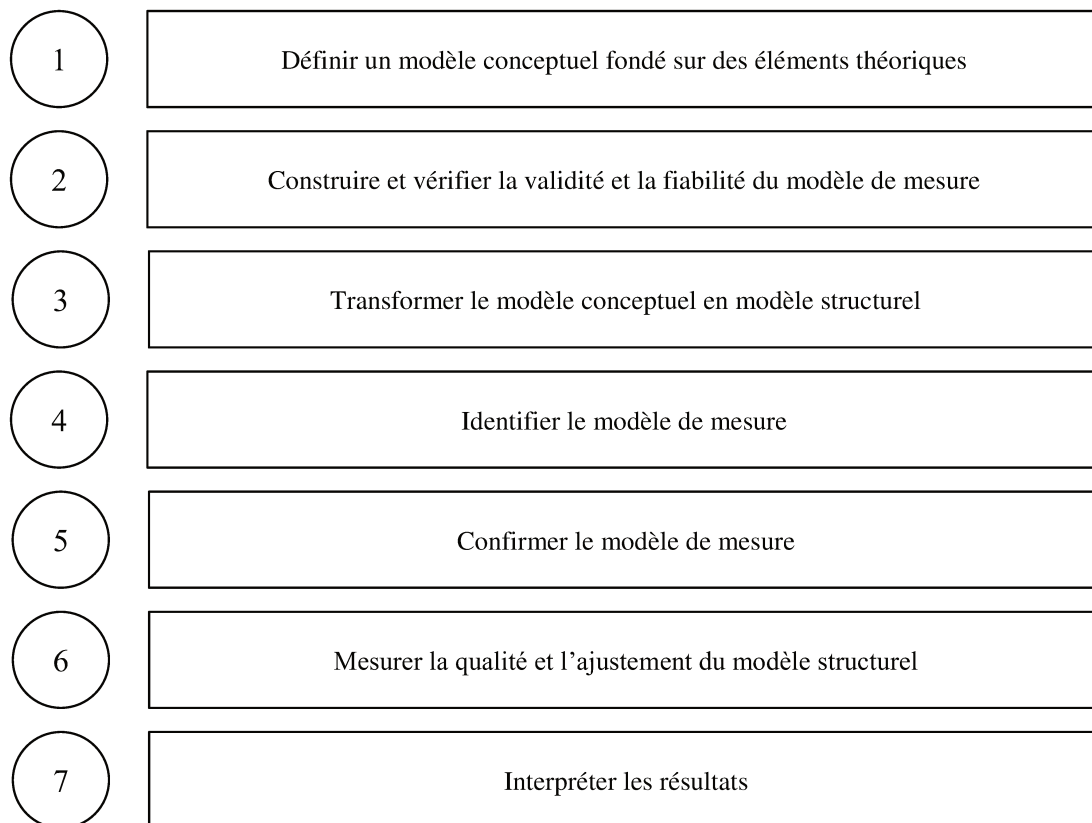 1 Définir un modèle conceptuel fondé sur des éléments théoriques
2 Construire et vérifier la validité et la fiabilité du modèle de mesure
3 Transformer le modèle conceptuel en modèle structurel
4 Identifier le modèle de mesure
5 Confirmer le modèle de mesure
6 Mesurer la qualité et l’ajustement du modèle structurel
7 Interpréter les résultats